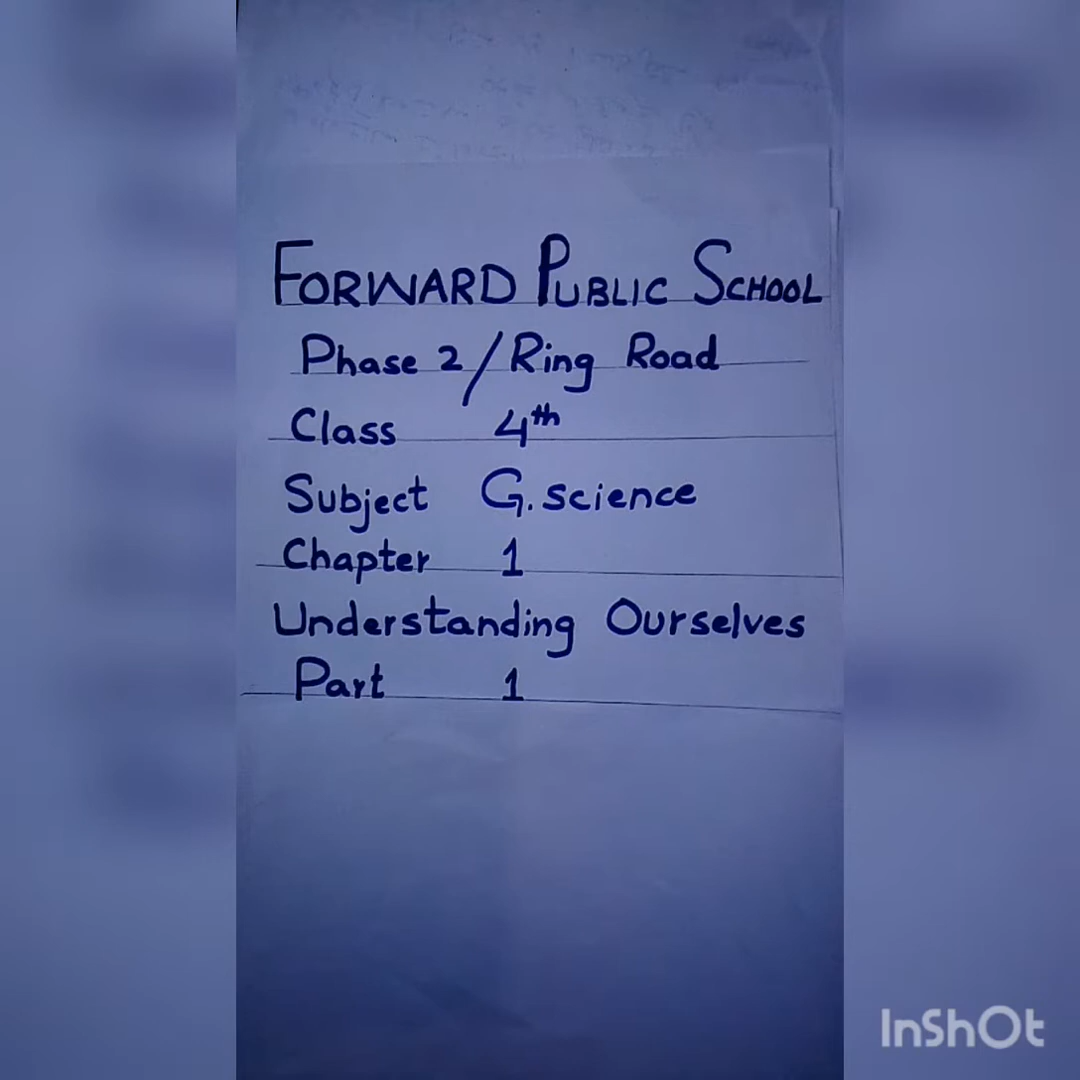 FORWARD PUBLIC SCHOOL
Phase 2/Ring Road
Class 4th
Subject G.science
Chapter 1
Understanding Ourselves
Part 1
InShOt